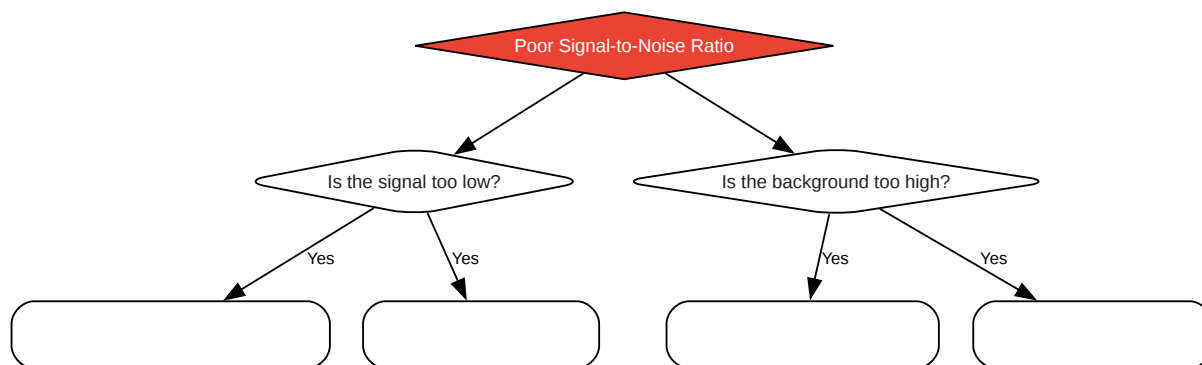 Poor Signal-to-Noise Ratio
Is the signal too low?
Is the background too high?
Yes
Yes
Yes
Yes